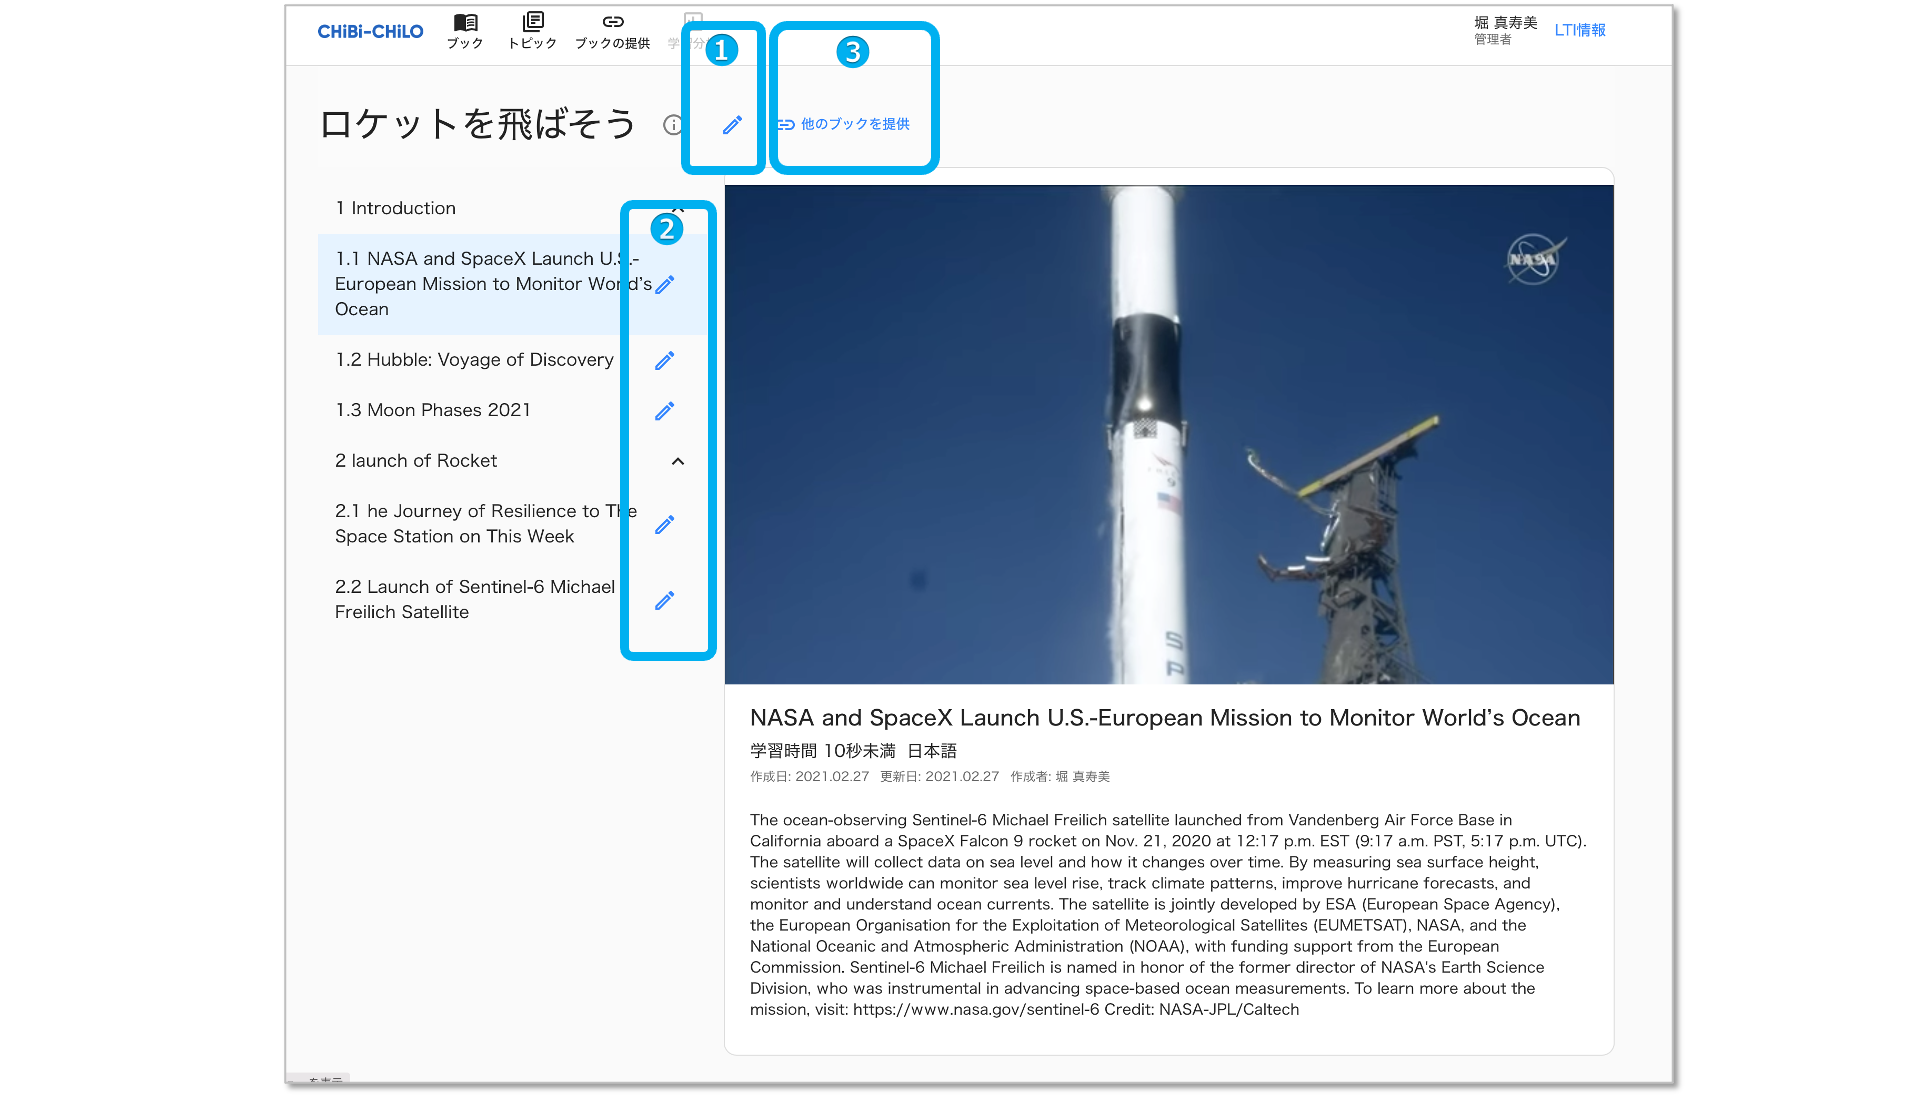 CHiBi-CHiLO
ブック
トピック
ブックの提供
堀 真寿美
管理者
LTI情報
ロケットを飛ばそう
1
3
他のブックを提供
1 Introduction
2
1.1 NASA and SpaceX Launch U.S.-
European Mission to Monitor World's
Ocean
1.2 Hubble: Voyage of Discovery
1.3 Moon Phases 2021
2 launch of Rocket
2.1 he Journey of Resilience to The
Space Station on This Week
2.2 Launch of Sentinel-6 Michael
Freilich Satellite
NASA
9
S
P
NASA and SpaceX Launch U.S.-European Mission to Monitor World's Ocean
学習時間 10秒未満 日本語
作成日: 2021.02.27 更新日: 2021.02.27 作成者: 堀 真寿美
The ocean-observing Sentinel-6 Michael Freilich satellite launched from Vandenberg Air Force Base in
California aboard a SpaceX Falcon 9 rocket on Nov. 21, 2020 at 12:17 p.m. EST (9:17 a.m. PST, 5:17 p.m. UTC).
The satellite will collect data on sea level and how it changes over time. By measuring sea surface height,
scientists worldwide can monitor sea level rise, track climate patterns, improve hurricane forecasts, and
monitor and understand ocean currents. The satellite is jointly developed by ESA (European Space Agency),
the European Organisation for the Exploitation of Meteorological Satellites (EUMETSAT), NASA, and the
National Oceanic and Atmospheric Administration (NOAA), with funding support from the European
Commission. Sentinel-6 Michael Freilich is named in honor of the former director of NASA's Earth Science
Division, who was instrumental in advancing space-based ocean measurements. To learn more about the
mission, visit: https://www.nasa.gov/sentinel-6 Credit: NASA-JPL/Caltech